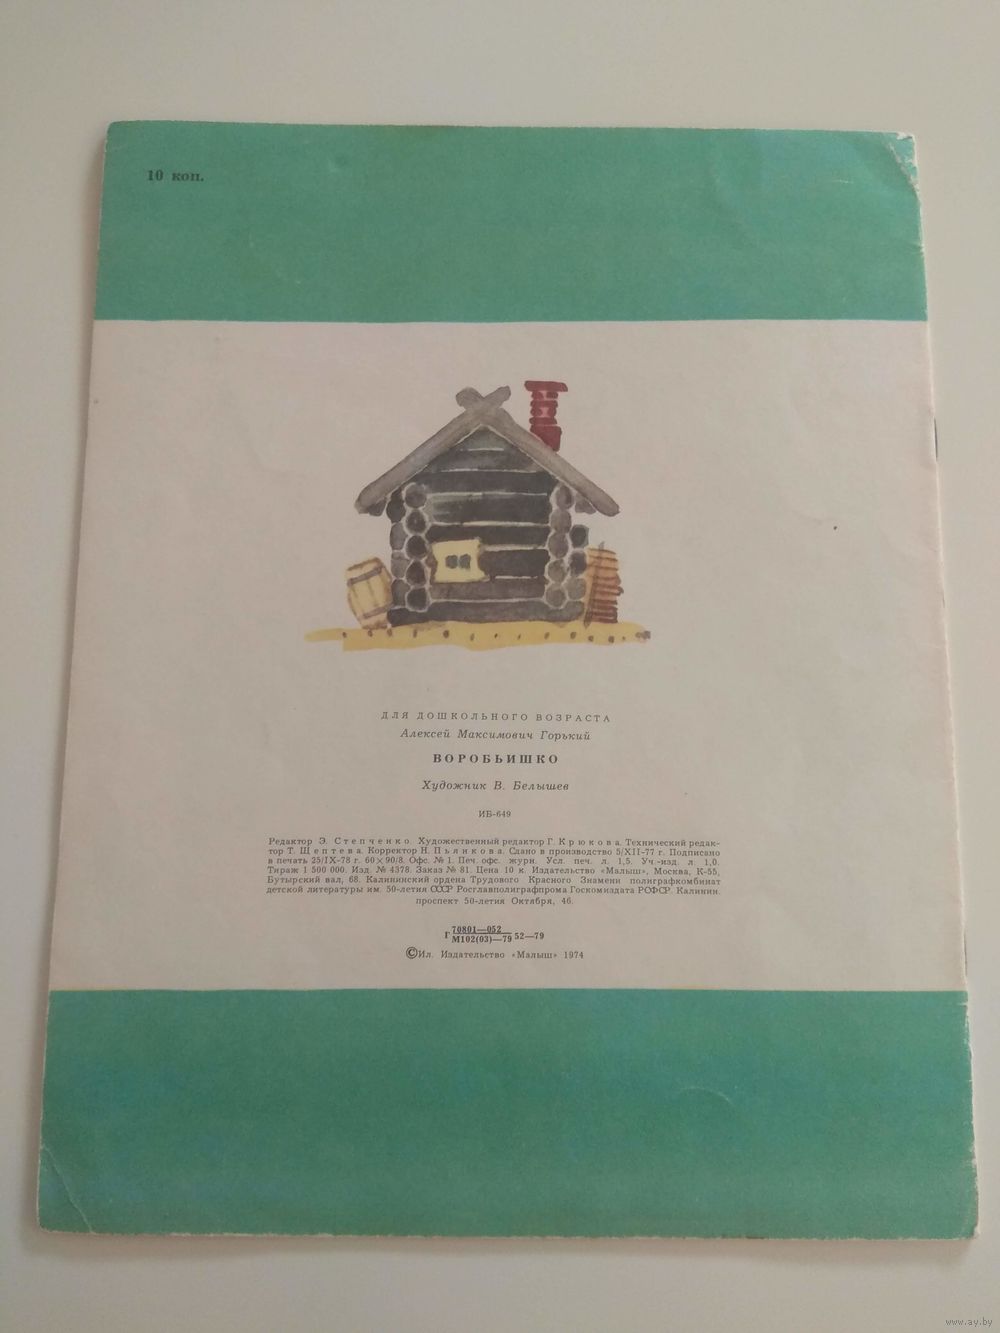 10 коп.
ДЛЯ ДОШКОЛЬНОГО ВОЗРАСТА
Алексей Максимович Горький
ВОРОБЬИШКО
Художник В. Белышев
ИБ-649
Редактор Э. Степченко. Художественный редактор Г. Крюкова. Технический редак-
тор Т. Щептева. Корректор Н. Пьянкова. Сдано в производство 5/XII-77 г. Подписано
в печать 25/IX-78 г. 60×90/8. Офс. № 1. Печ. офс. журн. Усл. печ. л. 1,5. Уч.-изд. л. 1,0.
Тираж 1 500 000. Изд. № 4378. Заказ № 81. Цена 10 к. Издательство «Малыш», Москва, К-55,
Бутырский вал, 68. Калининский ордена Трудового Красного Знамени полиграфкомбинат
детской литературы им. 50-летия СССР Росглавполиграфпрома Госкомиздата РСФСР. Калинин,
проспект 50-летия Октября, 46.
70801—052
Г М102(03)—79 52—79
©Ил. Издательство «Малыш» 1974
www.ay.by